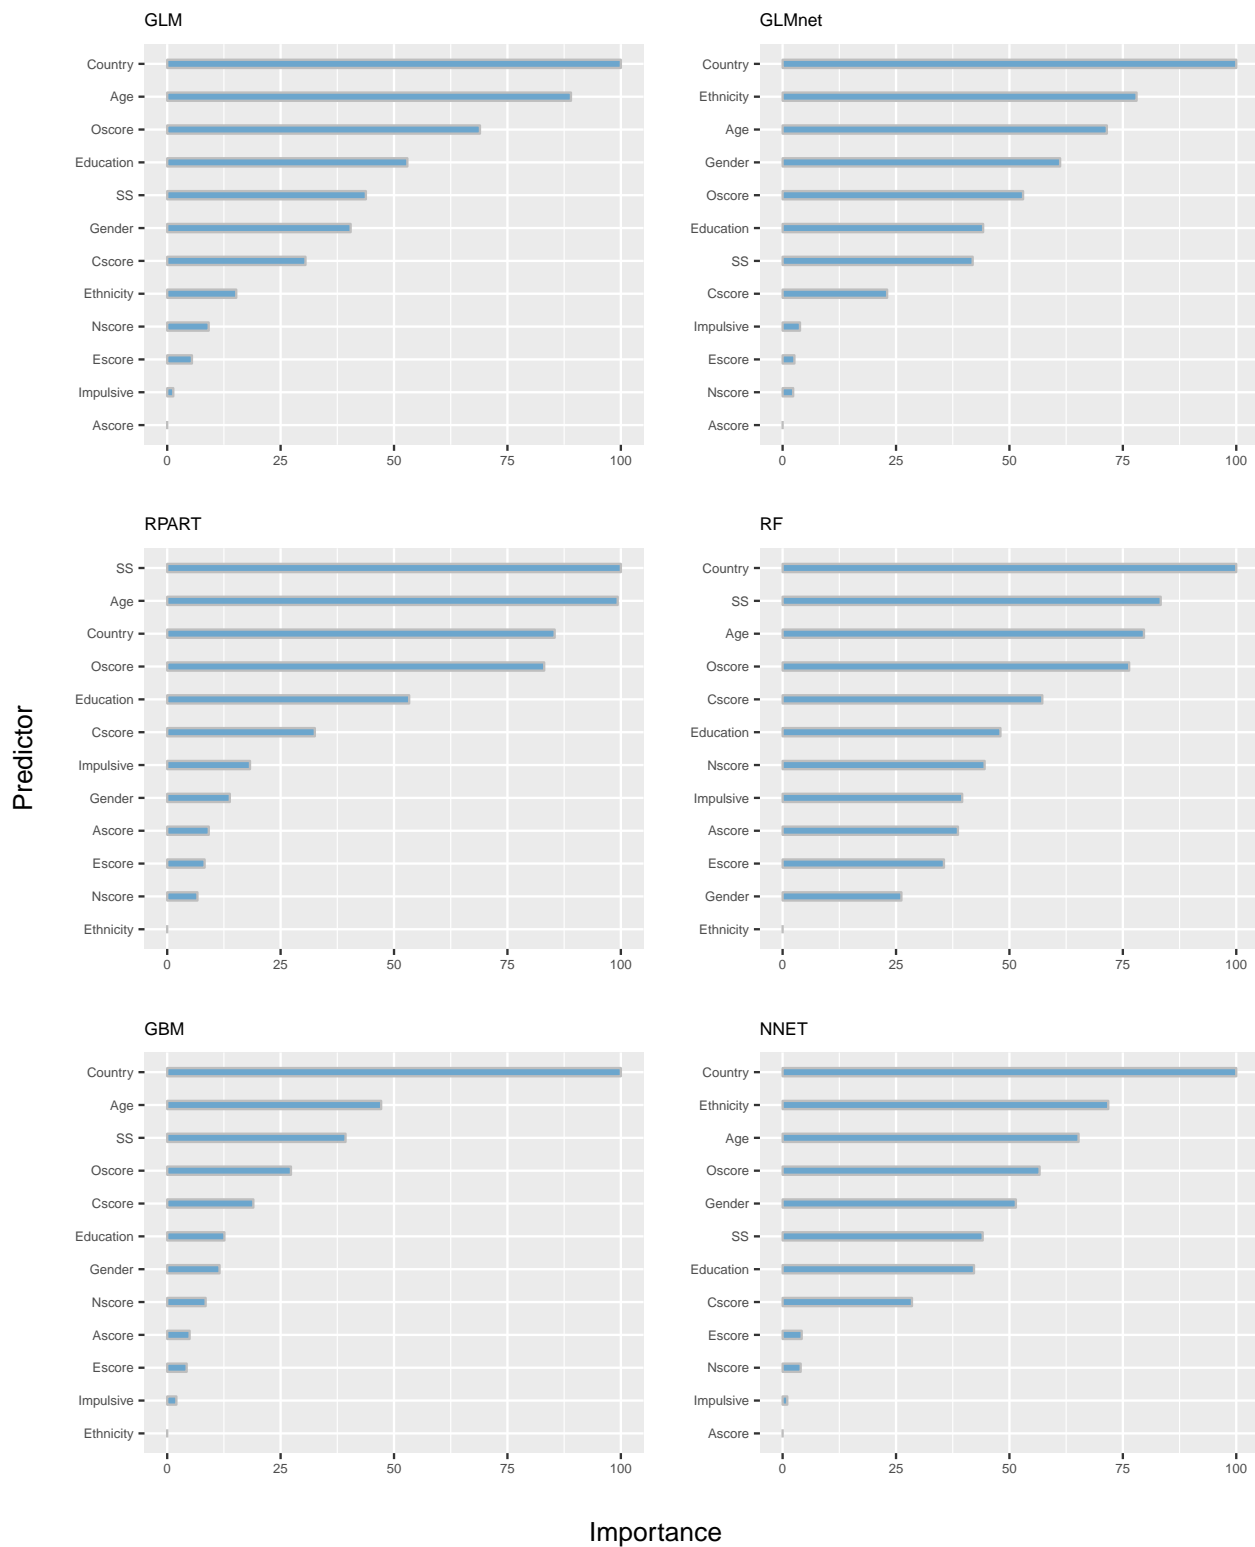 GLM
Country
Age
Oscore
Education
SS
Gender
Cscore
Ethnicity
Nscore
Escore
Impulsive
Ascore
0 25 50 75 100
GLMnet
Country
Ethnicity
Age
Gender
Oscore
Education
SS
Cscore
Impulsive
Escore
Nscore
Ascore
0 25 50 75 100
Predictor
RPART
SS
Age
Country
Oscore
Education
Cscore
Impulsive
Gender
Ascore
Escore
Nscore
Ethnicity
0 25 50 75 100
RF
Country
SS
Age
Oscore
Cscore
Education
Nscore
Impulsive
Ascore
Escore
Gender
Ethnicity
0 25 50 75 100
GBM
Country
Age
SS
Oscore
Cscore
Education
Gender
Nscore
Ascore
Escore
Impulsive
Ethnicity
0 25 50 75 100
NNET
Country
Ethnicity
Age
Oscore
Gender
SS
Education
Cscore
Escore
Nscore
Impulsive
Ascore
0 25 50 75 100
Importance